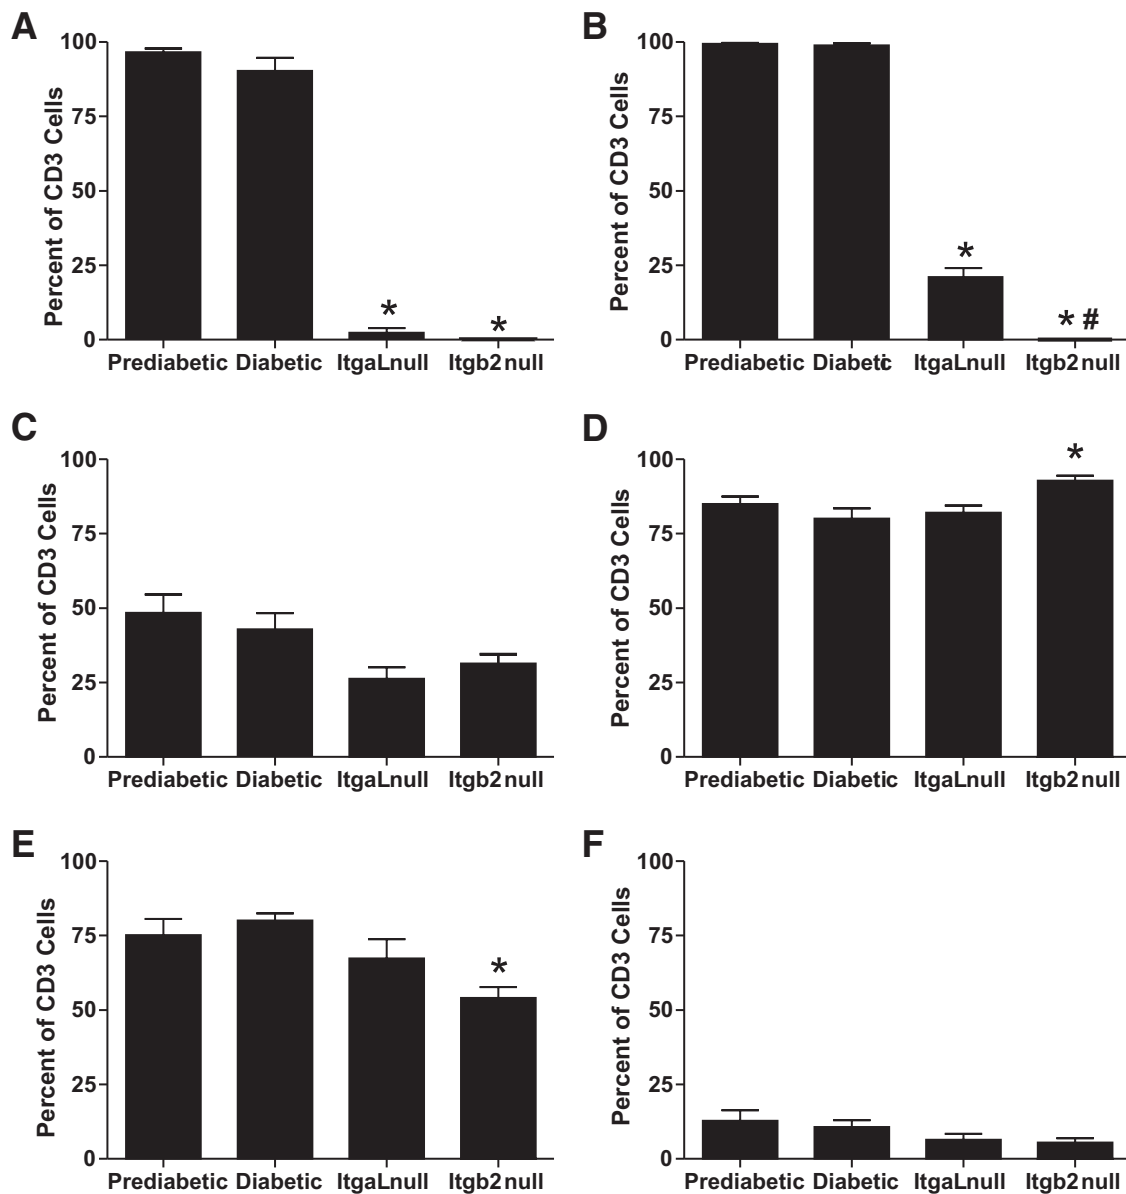 A
Percent of CD3 Cells
100
75
50
25
0
*
*
Prediabetic Diabetic ItgaLnull Itgb2null
B
Percent of CD3 Cells
100
75
50
25
0
*
* #
Prediabetic Diabetic ItgaLnull Itgb2null
C
Percent of CD3 Cells
100
75
50
25
0
Prediabetic Diabetic ItgaLnull Itgb2null
D
Percent of CD3 Cells
100
75
50
25
0
*
Prediabetic Diabetic ItgaLnull Itgb2null
E
Percent of CD3 Cells
100
75
50
25
0
*
Prediabetic Diabetic ItgaLnull Itgb2null
F
Percent of CD3 Cells
100
75
50
25
0
Prediabetic Diabetic ItgaLnull Itgb2null